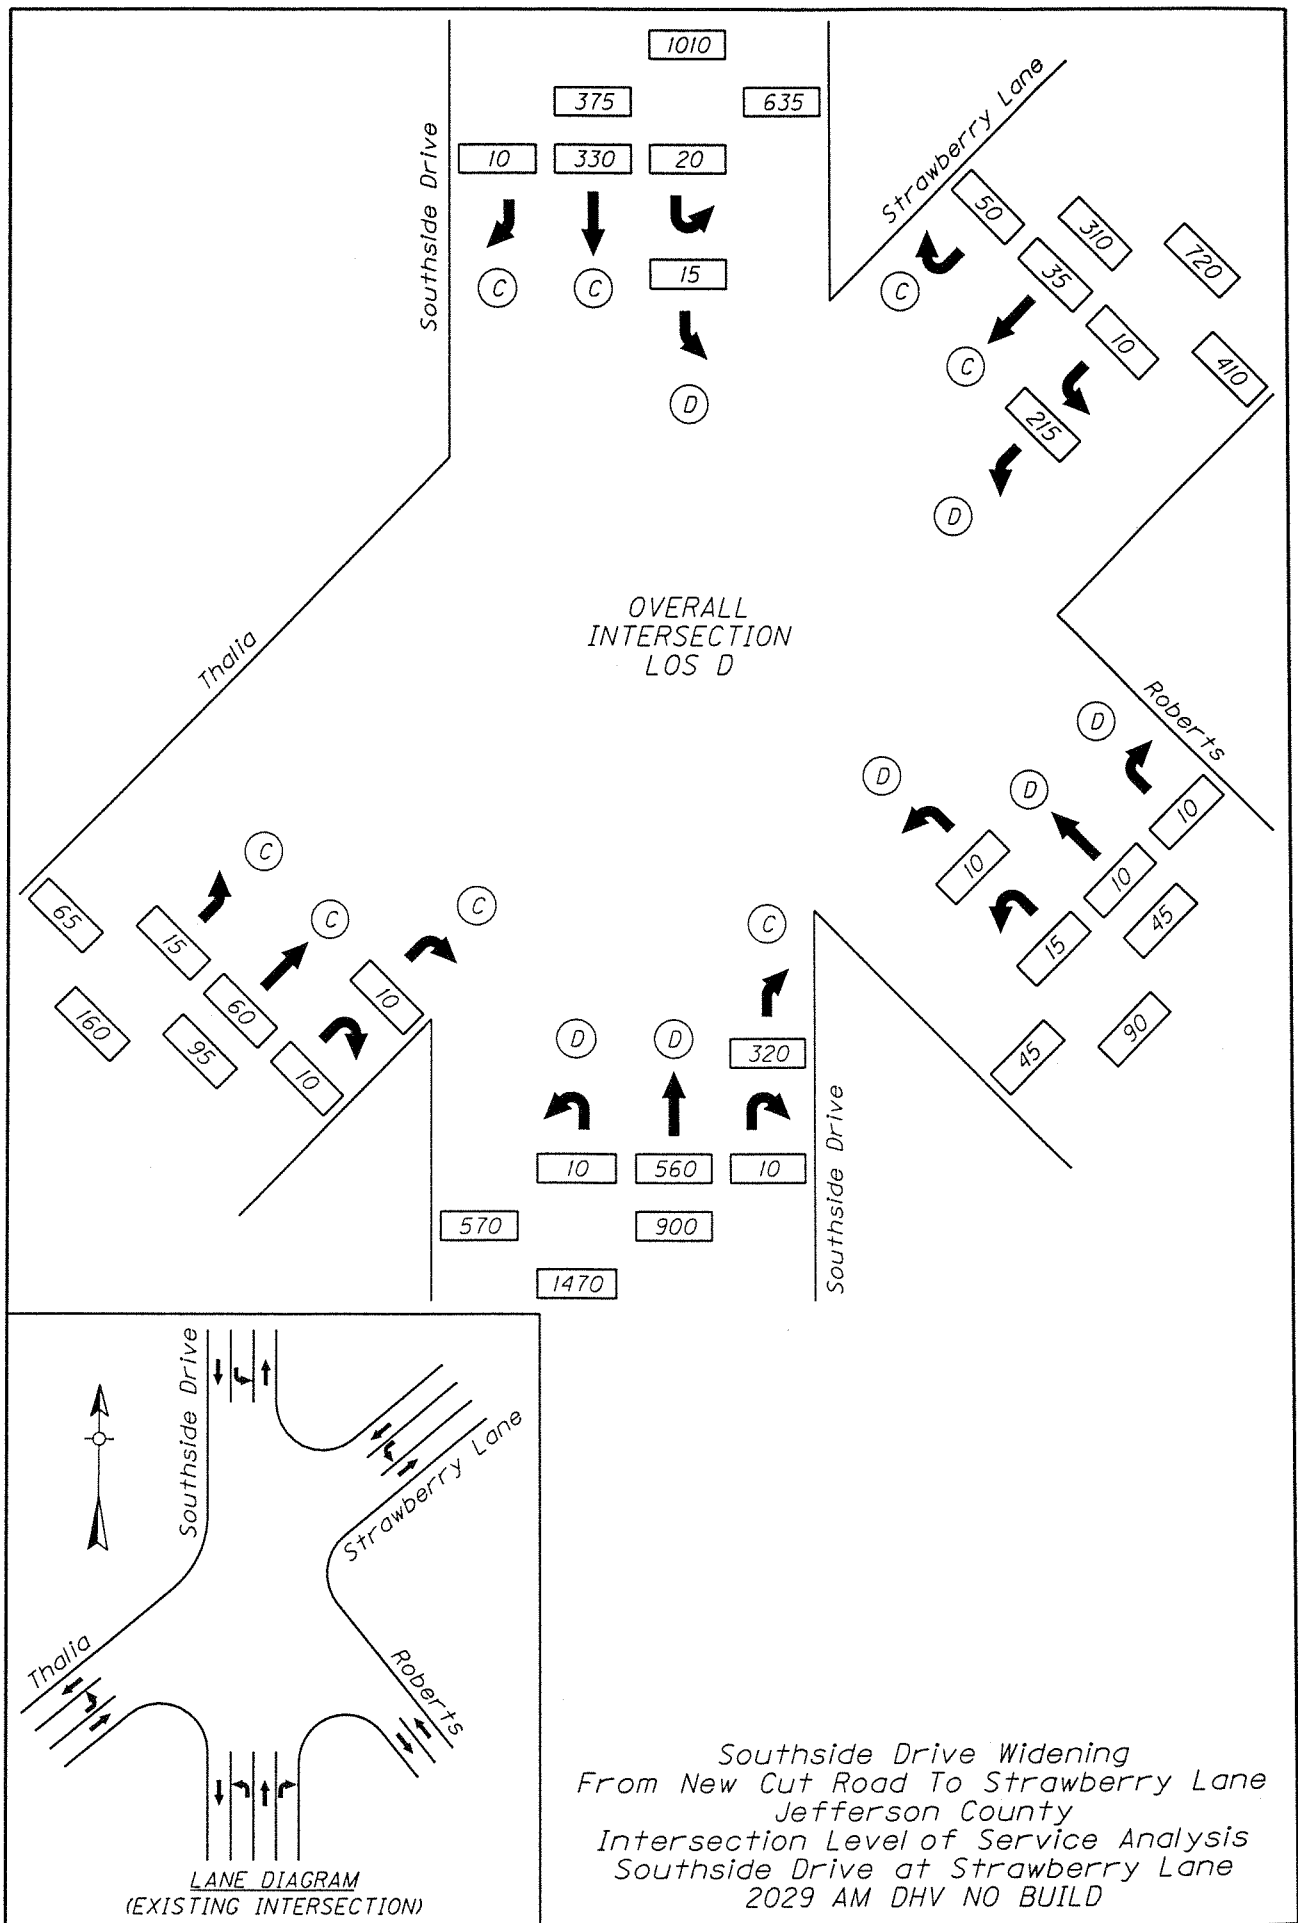 1010
375
635
10
330
20
Southside Drive
C
C
15
D
Strawberry Lane
50
310
720
35
10
410
C
C
215
D
OVERALL
INTERSECTION
LOS D
Thalia
Roberts
D
D
D
10
10
10
15
45
45
90
C
C
C
65
15
60
10
10
160
95
D
D
C
320
10
560
10
570
900
1470
Southside Drive
Southside Drive
Strawberry Lane
Thalia
Roberts
LANE DIAGRAM
(EXISTING INTERSECTION)
Southside Drive Widening
From New Cut Road To Strawberry Lane
Jefferson County
Intersection Level of Service Analysis
Southside Drive at Strawberry Lane
2029 AM DHV NO BUILD